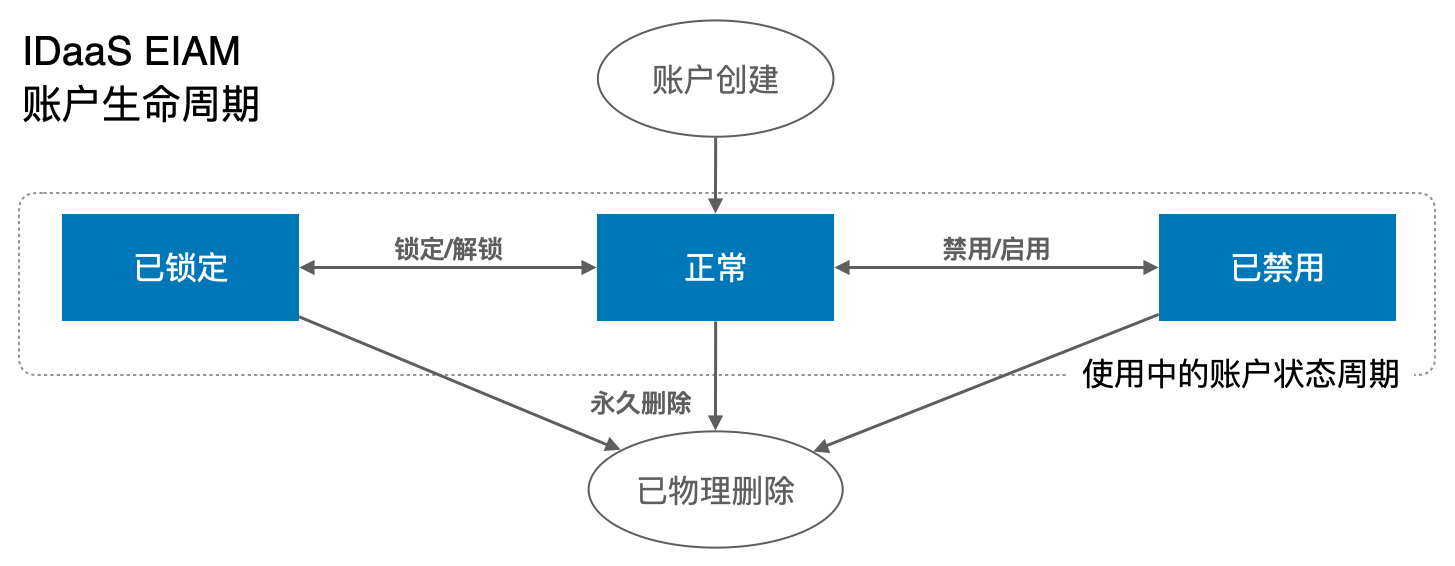 IDaaS EIAM
账户生命周期
账户创建
已锁定
锁定/解锁
正常
禁用/启用
已禁用
使用中的账户状态周期
永久删除
已物理删除